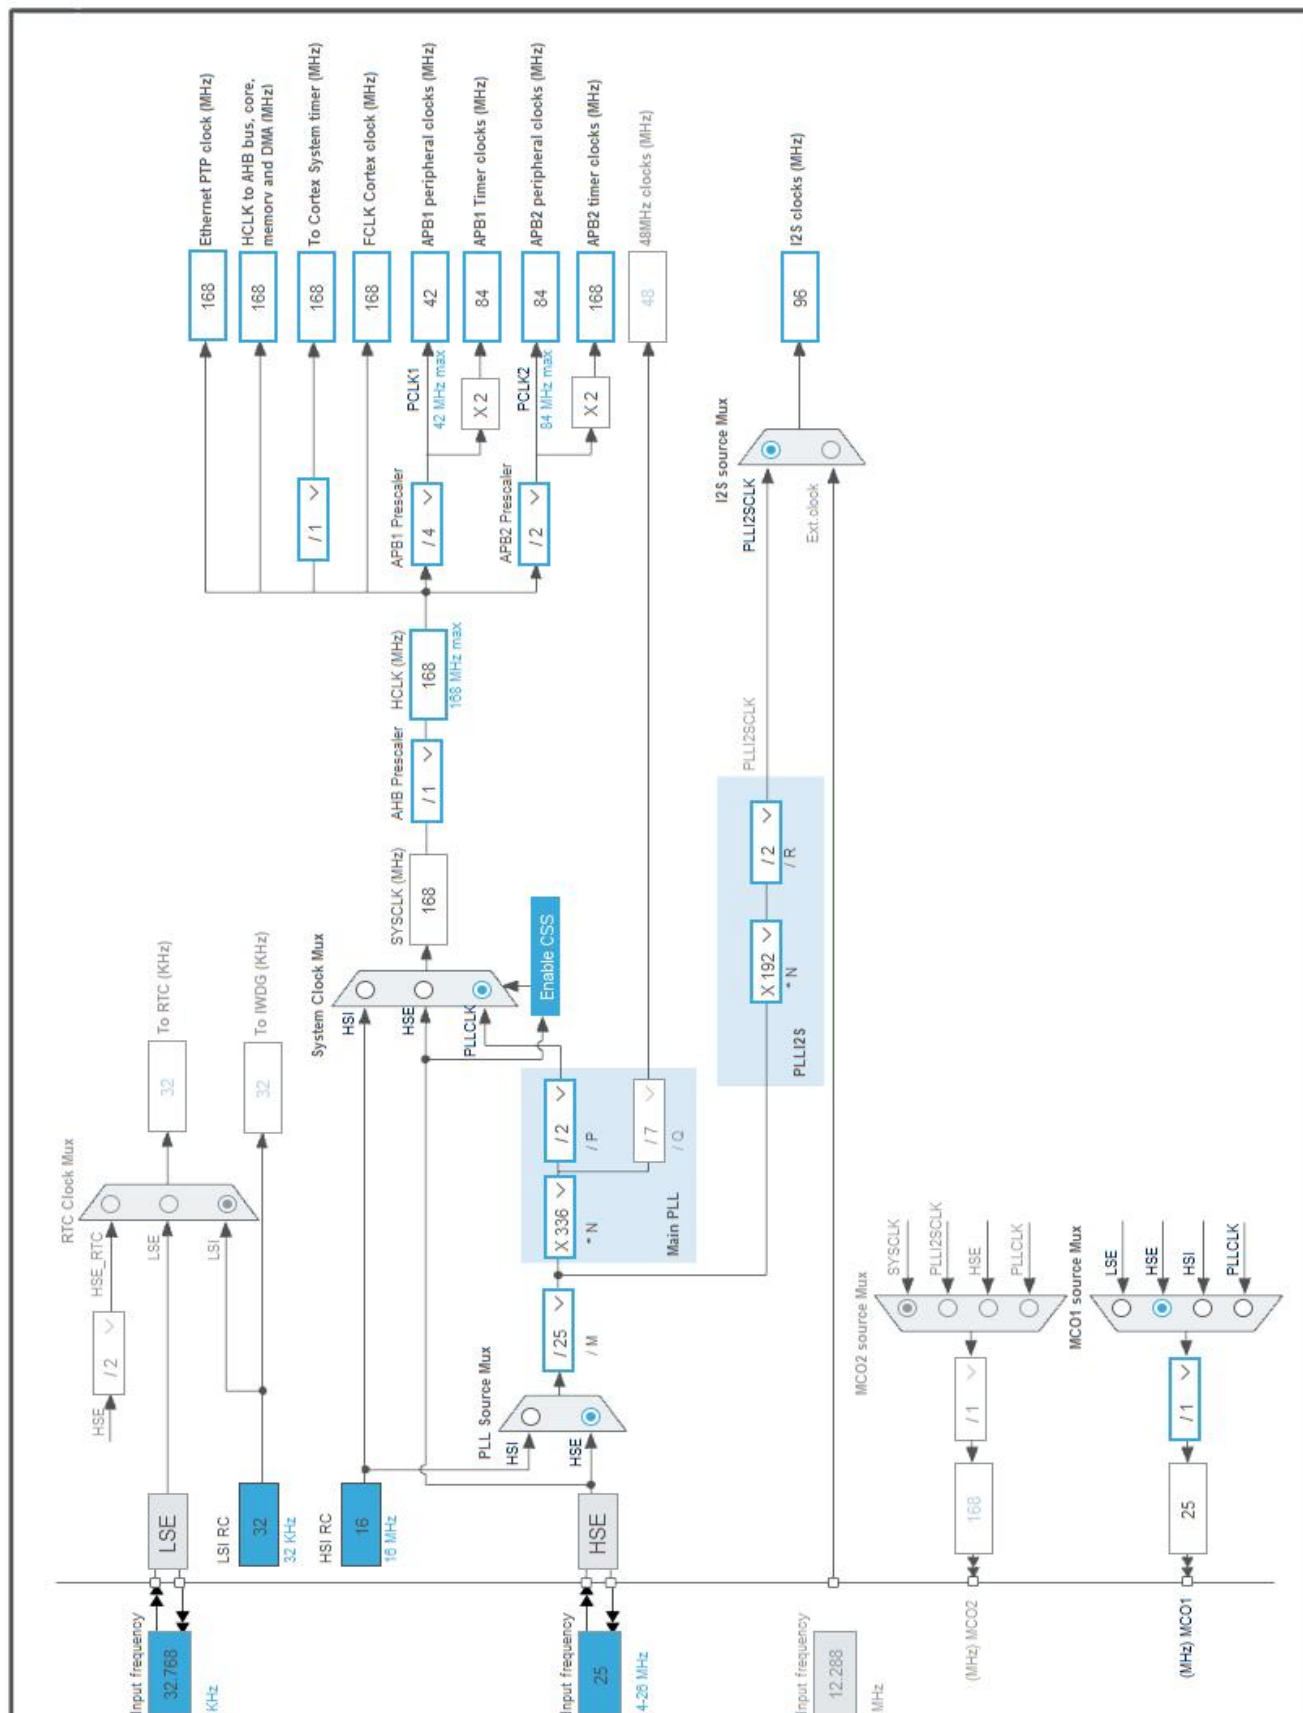 Input frequency
32.768
KHz
LSE
LSI RC
32
32 KHz
HSE
/ 2
HSE_RTC
LSE
LSI
RTC Clock Mux
32
To RTC (KHz)
32
To IWDG (KHz)
HSI RC
16
16 MHz
Input frequency
25
4-26 MHz
HSE
PLL Source Mux
HSI
HSE
/ 25
/ M
X 336
* N
/ 2
/ P
/ 7
/ Q
Main PLL
System Clock Mux
HSI
HSE
PLLCLK
Enable CSS
SYSCLK (MHz)
168
AHB Prescaler
/ 1
HCLK (MHz)
168
168 MHz max
/ 1
APB1 Prescaler
/ 4
PCLK1
42 MHz max
X 2
APB2 Prescaler
/ 2
PCLK2
84 MHz max
X 2
168
Ethernet PTP clock (MHz)
168
HCLK to AHB bus, core,
memory and DMA (MHz)
168
To Cortex System timer (MHz)
168
FCLK Cortex clock (MHz)
42
APB1 peripheral clocks (MHz)
84
APB1 Timer clocks (MHz)
84
APB2 peripheral clocks (MHz)
168
APB2 timer clocks (MHz)
48
48MHz clocks (MHz)
PLLI2S
X 192
* N
/ 2
/ R
PLLI2SCLK
I2S source Mux
PLLI2SCLK
Ext.clock
96
I2S clocks (MHz)
Input frequency
12.288
MHz
MCO2 source Mux
SYSCLK
PLLI2SCLK
HSE
PLLCLK
/ 1
168
(MHz) MCO2
MCO1 source Mux
LSE
HSE
HSI
PLLCLK
/ 1
25
(MHz) MCO1